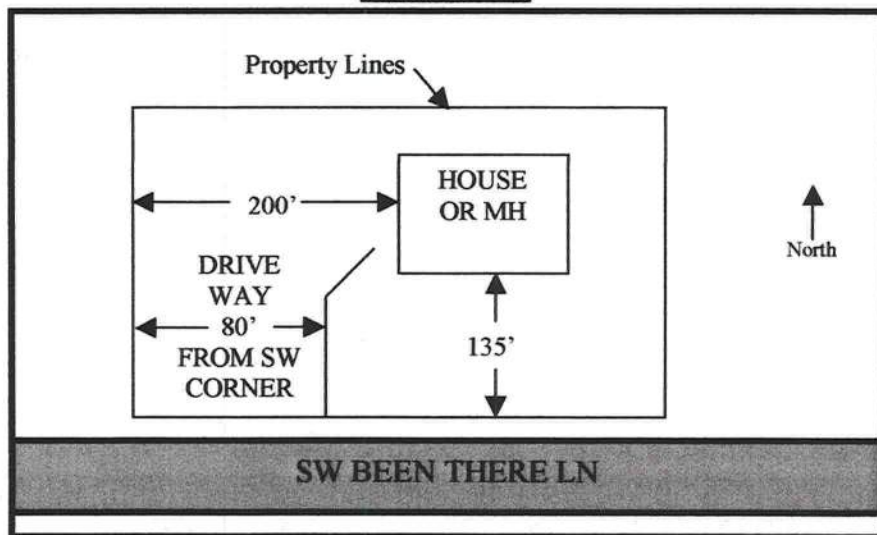 Property Lines
HOUSE
OR MH
200'
North
DRIVE
WAY
80'
FROM SW
CORNER
135'
SW BEEN THERE LN